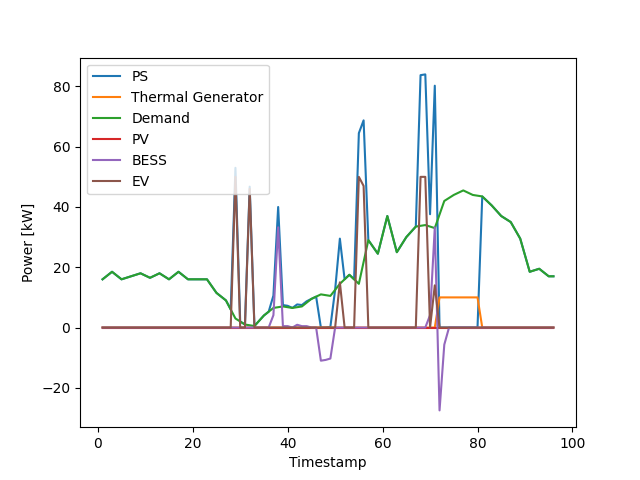 PS
Thermal Generator
Demand
PV
BESS
EV
Power [kW]
80
60
40
20
0
−20
0 20 40 60 80 100
Timestamp